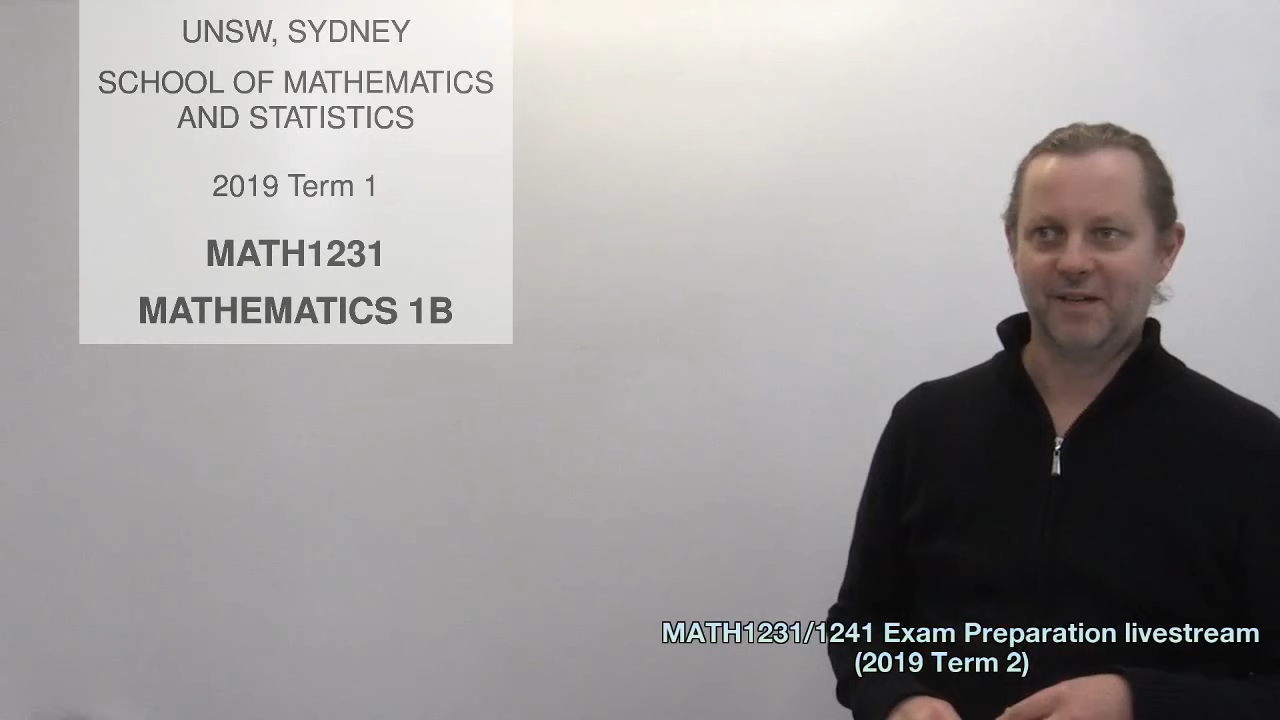 UNSW, SYDNEY
SCHOOL OF MATHEMATICS
AND STATISTICS
2019 Term 1
MATH1231
MATHEMATICS 1B
MATH1231/1241 Exam Preparation livestream
(2019 Term 2)